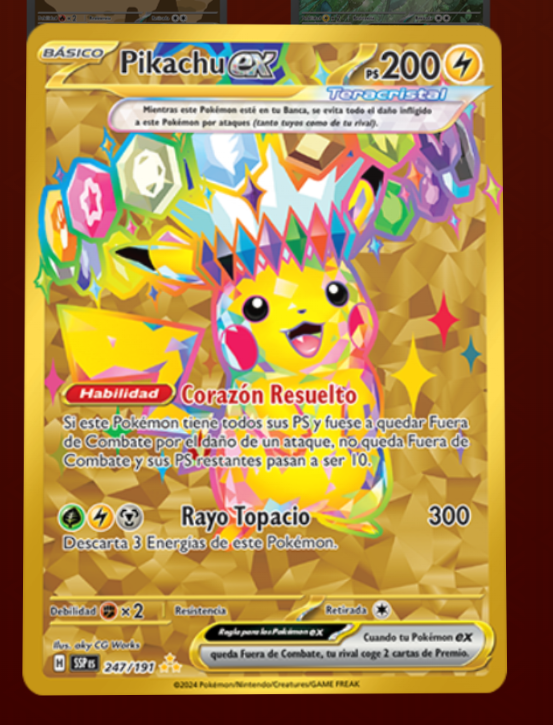 BÁSICO
Pikachu ex PS 200
Teracristal
Mientras este Pokémon esté en tu Banca, se evita todo el daño infligido
a este Pokémon por ataques (tanto tuyos como de tu rival).
Habilidad Corazón Resuelto
Si este Pokémon tiene todos sus PS y fuese a quedar Fuera
de Combate por el daño de un ataque, no queda Fuera de
Combate y sus PS restantes pasan a ser 10.
Rayo Topacio 300
Descarta 3 Energías de este Pokémon.
Debilidad ×2 Resistencia Retirada
Regla para los Pokémon ex Cuando tu Pokémon ex
queda Fuera de Combate, tu rival coge 2 cartas de Premio.
Ilus. aky CG Works
H SSP ES 247/191
©2024 Pokémon/Nintendo/Creatures/GAME FREAK